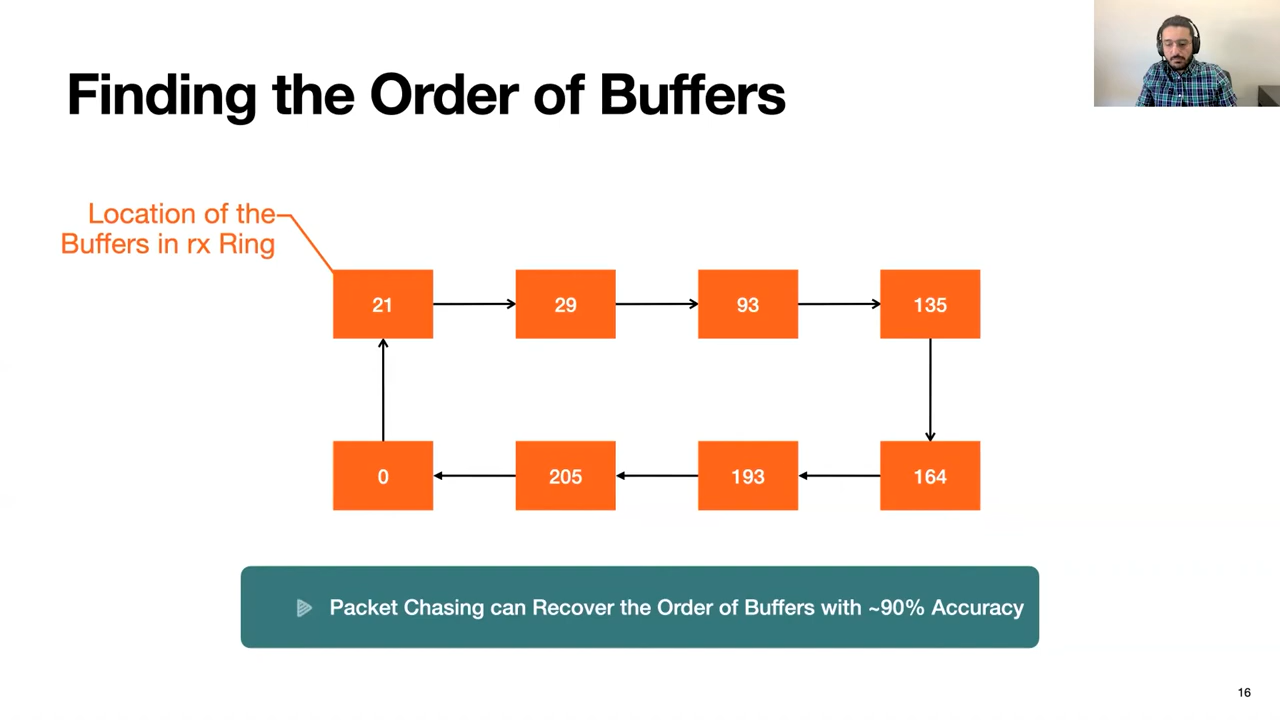 Finding the Order of Buffers
Location of the
Buffers in rx Ring
21
29
93
135
0
205
193
164
Packet Chasing can Recover the Order of Buffers with ~90% Accuracy
16